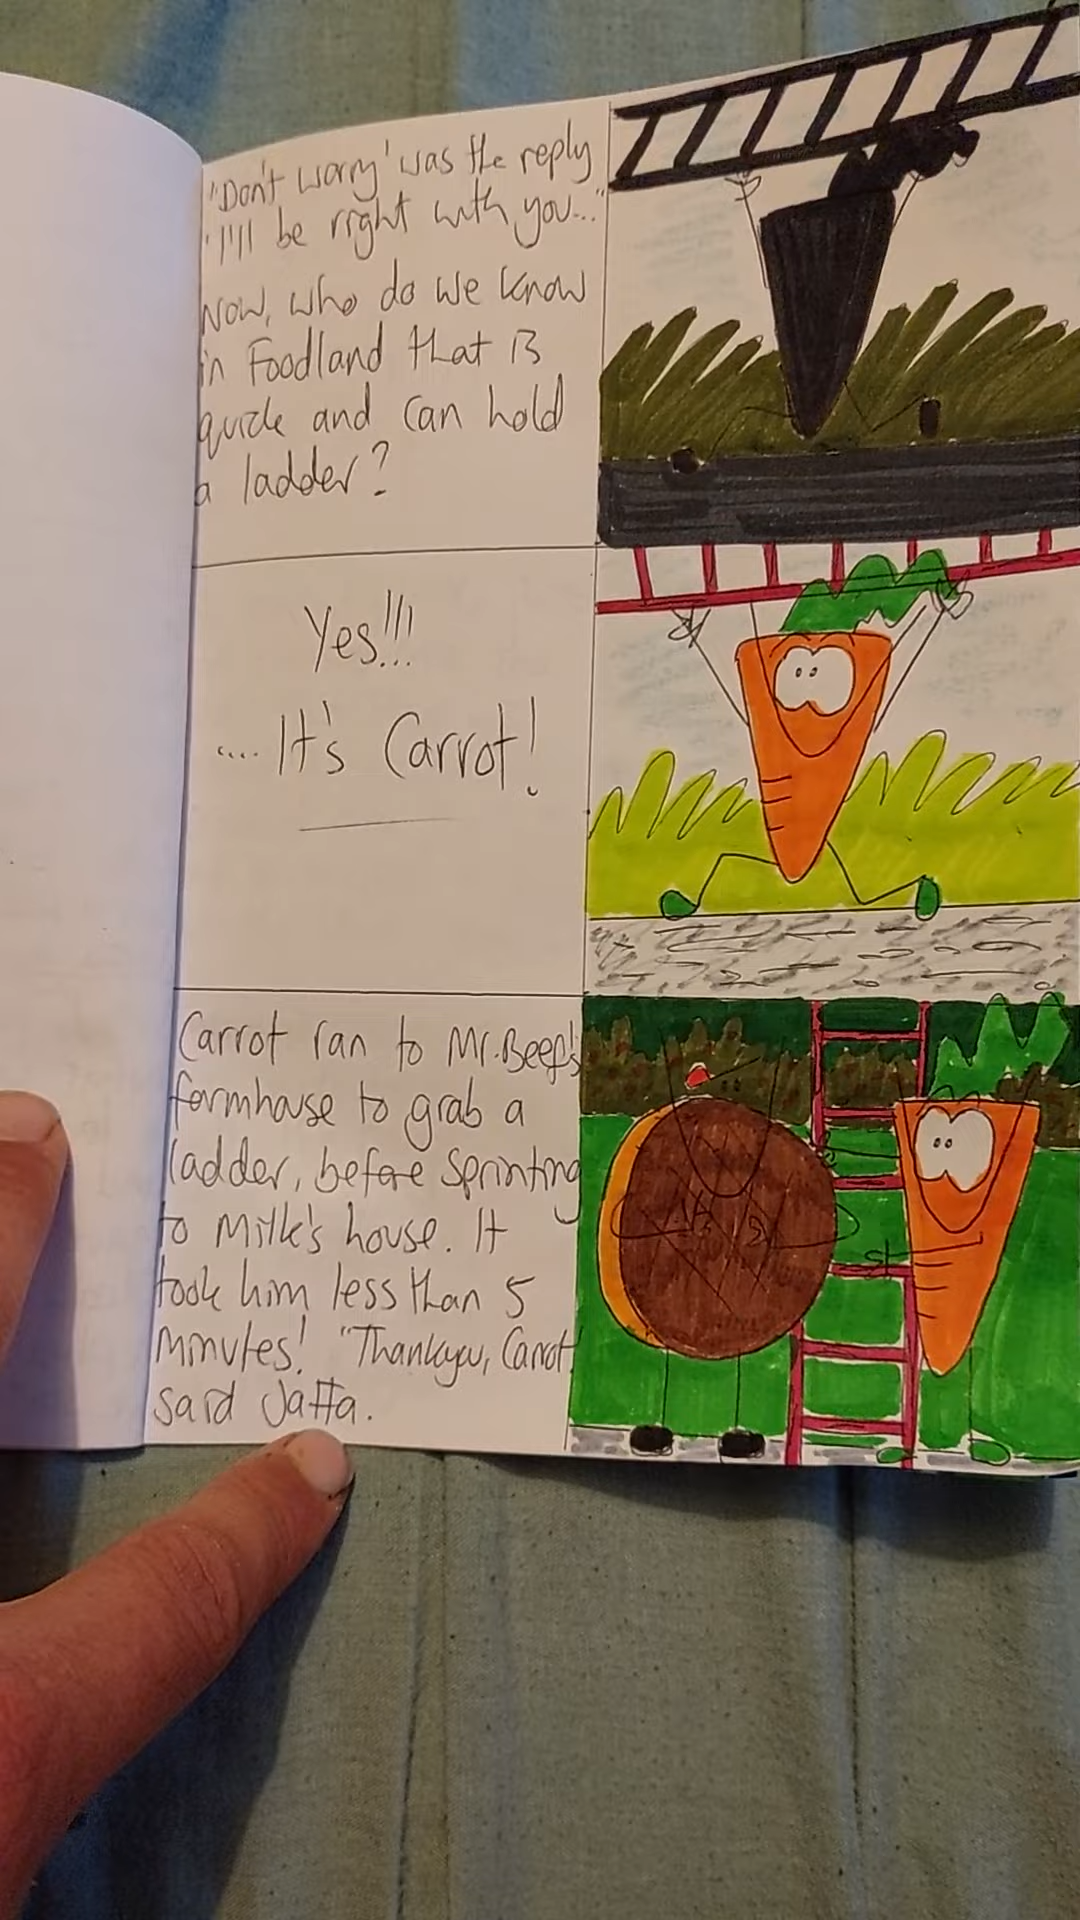 "Don't worry' was the reply
'I'll be right with you..."
Now, who do we know
in Foodland that is
quick and can hold
a ladder?
Yes!!!
.... It's Carrot!
Carrot ran to Mr. Beef's
farmhouse to grab a
ladder, before sprinting
to Milk's house. It
took him less than 5
minutes! "Thankyou, Carrot'
said Jaffa.